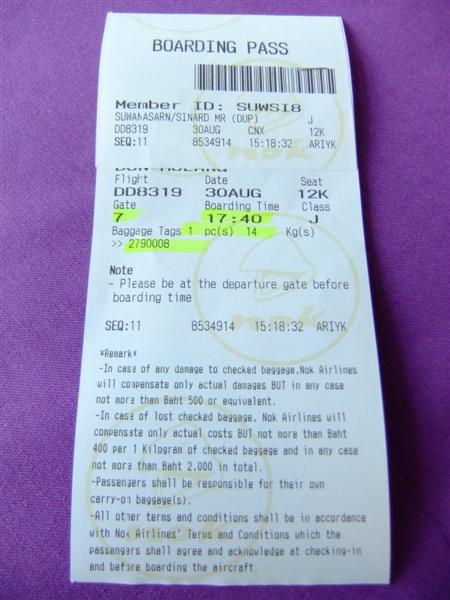 BOARDING PASS
Member ID: SUWSI8
SUWANASARN/SINARD MR (DUP) J
DD8319 30AUG CNX 12K
SEQ:11 8534914 15:18:32 ARIYK
nok
DON MUEANG
Flight Date Seat
DD8319 30AUG 12K
Gate Boarding Time Class
7 17:40 J
Baggage Tags 1 pc(s) 14 Kg(s)
>> 2790008
Note
- Please be at the departure gate before
boarding time
nok
SEQ:11 8534914 15:18:32 ARIYK
*Remark*
-In case of any damage to checked baggage,Nok Airlines
will compensate only actual damages BUT in any case
not more than Baht 500 or equivalent.
-In case of lost checked baggage, Nok Airlines will
compensate only actual costs BUT not more than Baht
400 per 1 Kilogram of checked baggage and in any case
not more than Baht 2,000 in total.
-Passengers shall be responsible for their own
carry-on baggage(s).
-All other terms and conditions shall be in accordance
with Nok Airlines' Terms and Conditions which the
passengers shall agree and acknowledge at checking-in
and before boarding the aircraft.